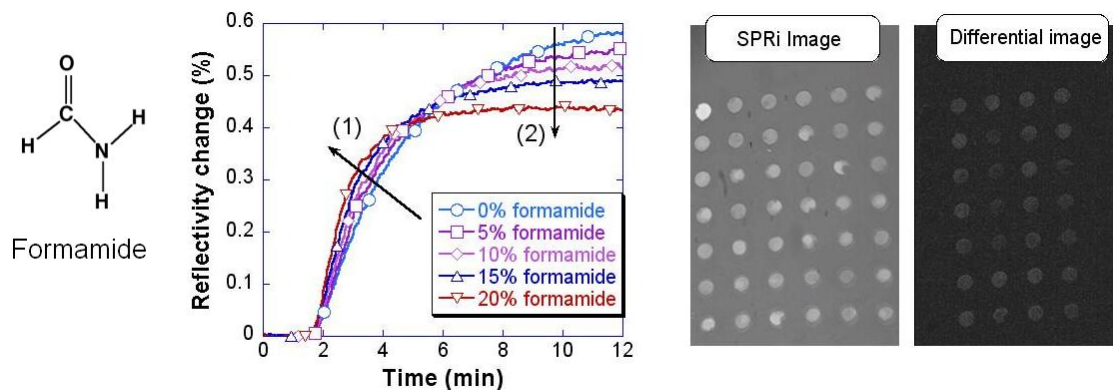 O
C
H
N
H
H
Formamide
Reflectivity change (%)
0.6
0.5
0.4
0.3
0.2
0.1
0
0 2 4 6 8 10 12
Time (min)
(1)
(2)
0% formamide
5% formamide
10% formamide
15% formamide
20% formamide
SPRi Image
Differential image